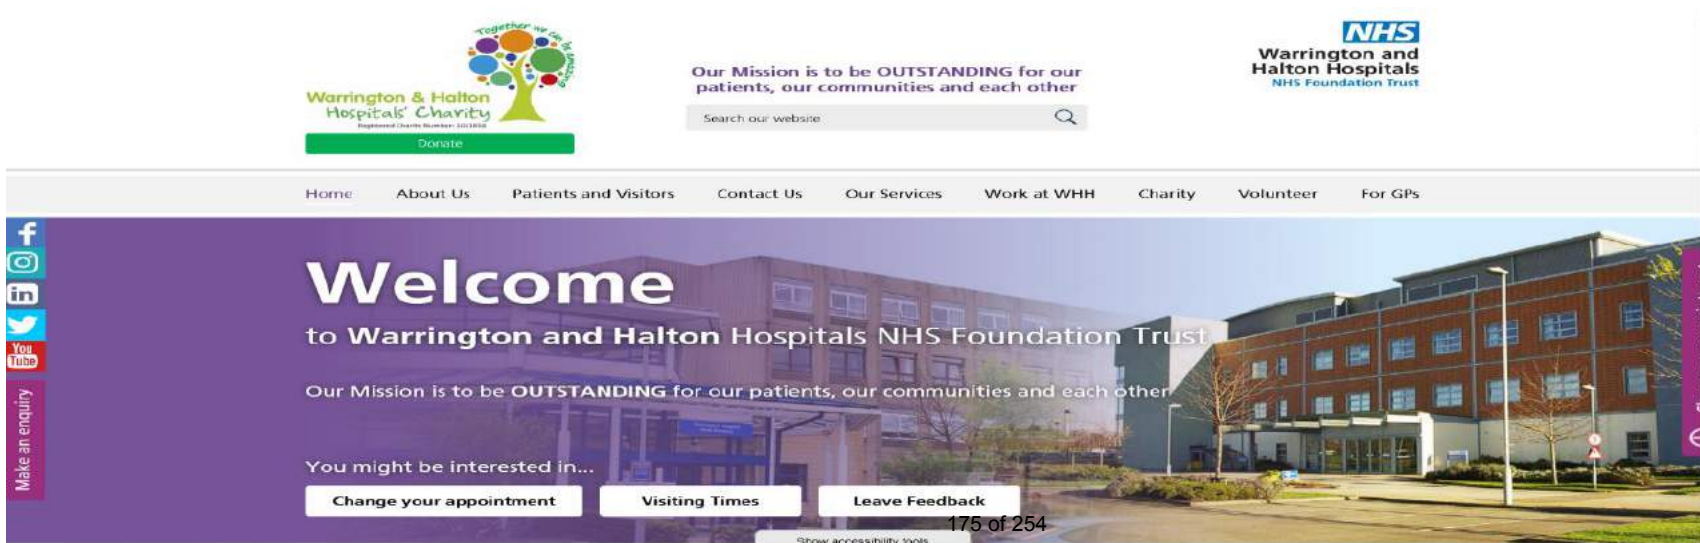 Together we can be amazing
Warrington & Halton
Hospitals' Charity
Donate
Our Mission is to be OUTSTANDING for our
patients, our communities and each other
Search our website
NHS
Warrington and
Halton Hospitals
NHS Foundation Trust
Home About Us Patients and Visitors Contact Us Our Services Work at WHH Charity Volunteer For GPs
f
in
You
Tube
Make an enquiry
Welcome
to Warrington and Halton Hospitals NHS Foundation Trust
Our Mission is to be OUTSTANDING for our patients, our communities and each other
You might be interested in...
Change your appointment Visiting Times Leave Feedback
175 of 254
Show accessibility tools